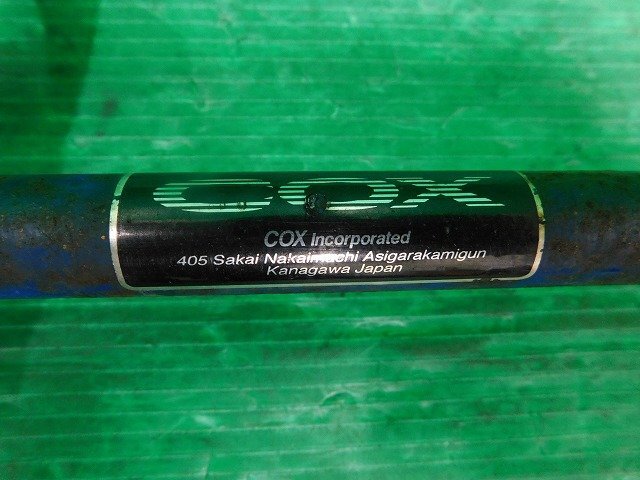 COX
COX Incorporated
405 Sakai Nakaimachi Asigarakamigun
Kanagawa Japan